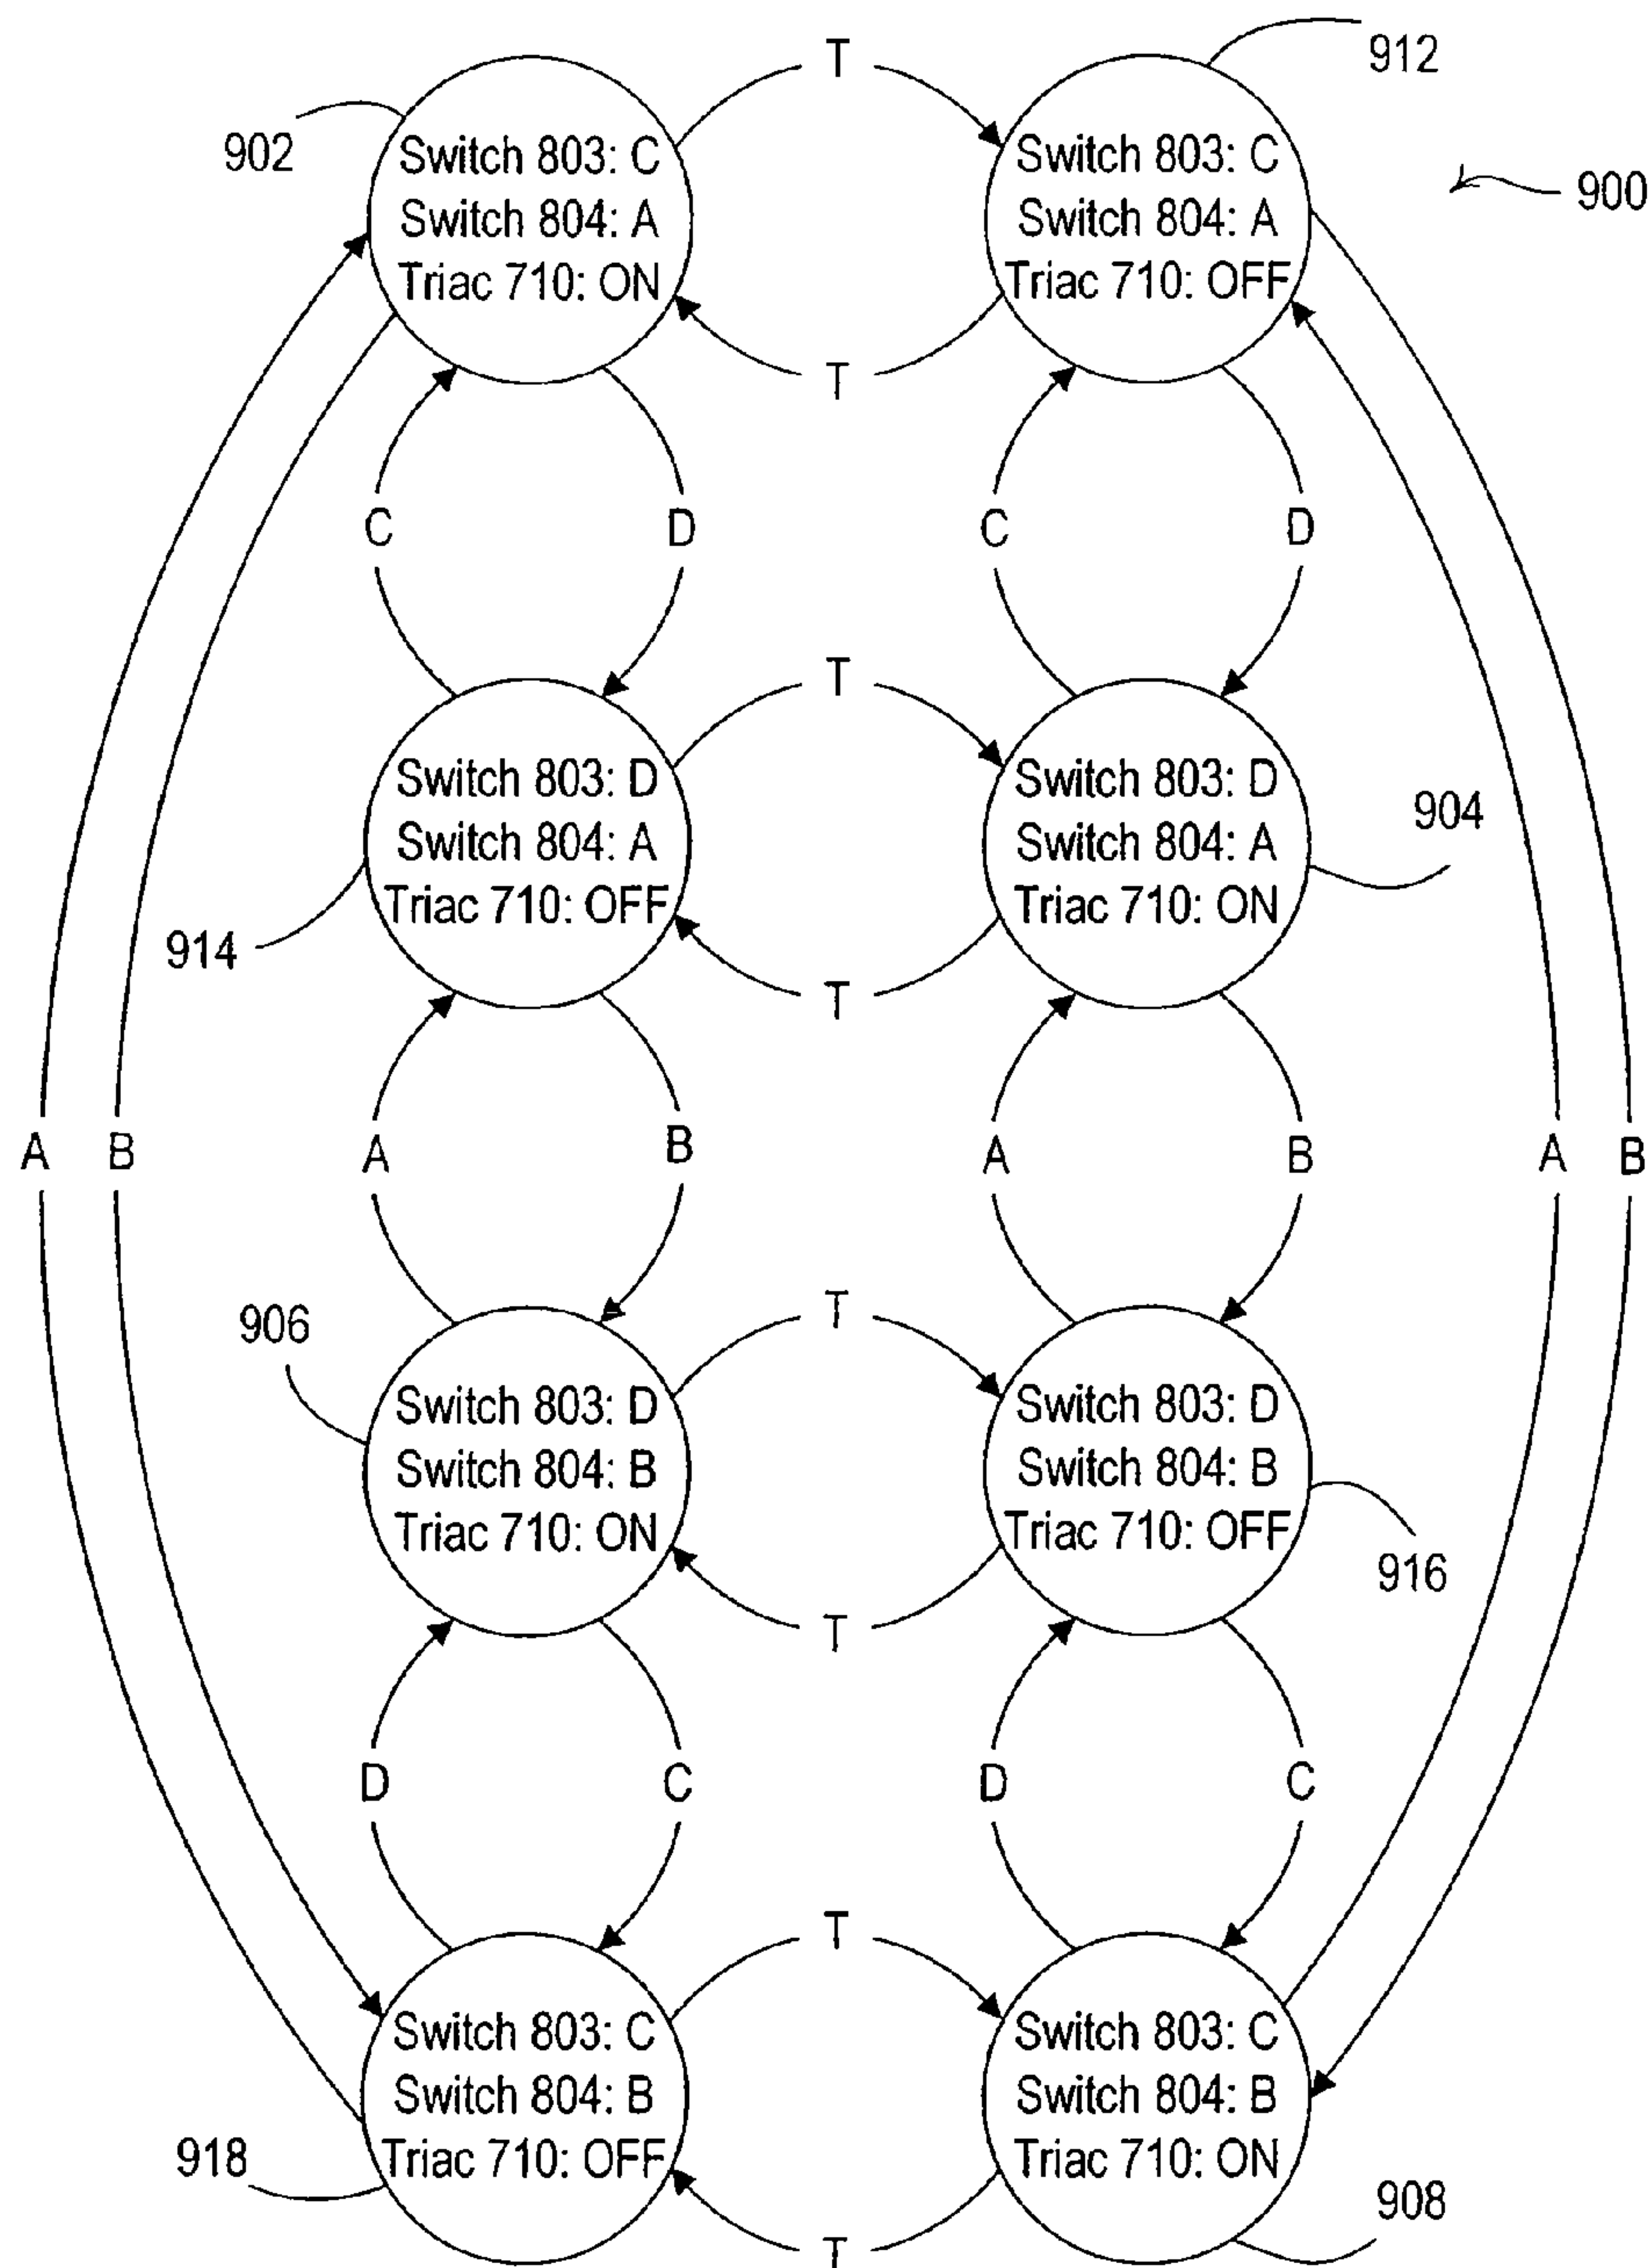 T
912
902
Switch 803: C
Switch 804: A
Triac 710: ON
Switch 803: C
Switch 804: A
Triac 710: OFF
900
T
C
D
C
D
T
Switch 803: D
Switch 804: A
Triac 710: OFF
Switch 803: D
Switch 804: A
Triac 710: ON
904
914
T
A
B
A
B
A
B
A
B
906
T
Switch 803: D
Switch 804: B
Triac 710: ON
Switch 803: D
Switch 804: B
Triac 710: OFF
916
T
D
C
D
C
T
Switch 803: C
Switch 804: B
Triac 710: OFF
Switch 803: C
Switch 804: B
Triac 710: ON
918
908
T